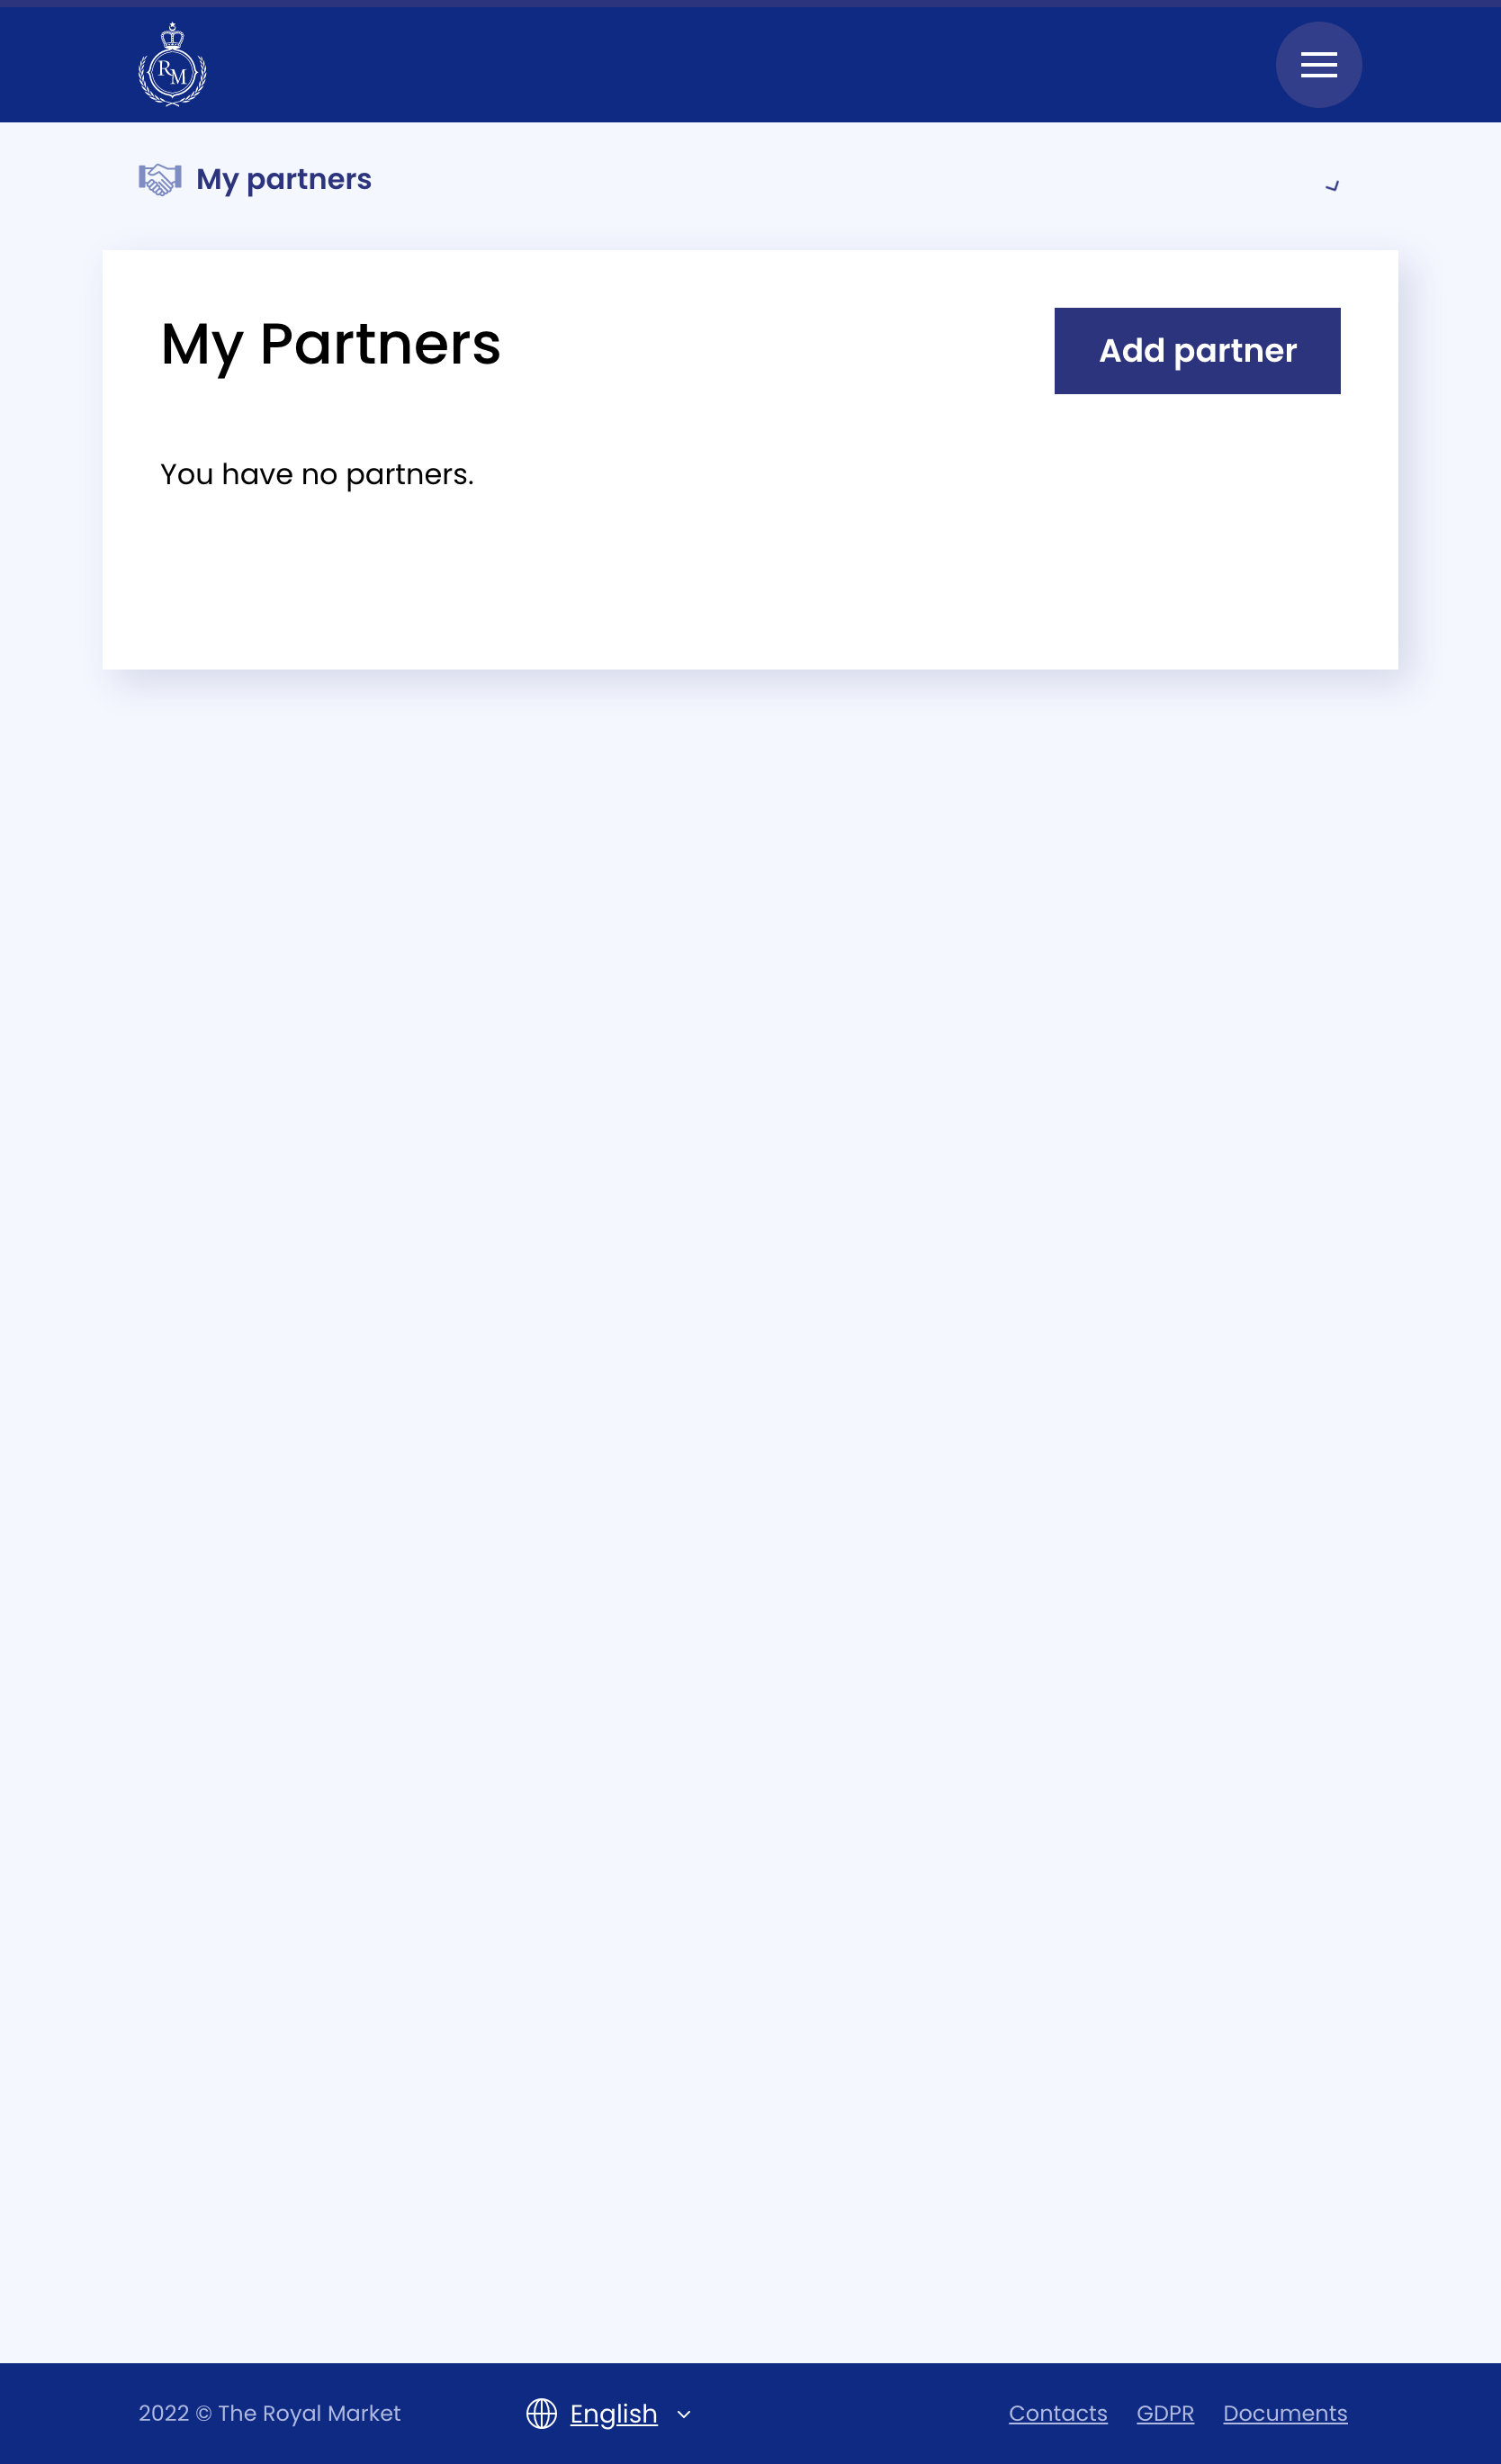 RM
My partners
My Partners
Add partner
You have no partners.
2022 © The Royal Market
English
Contacts GDPR Documents